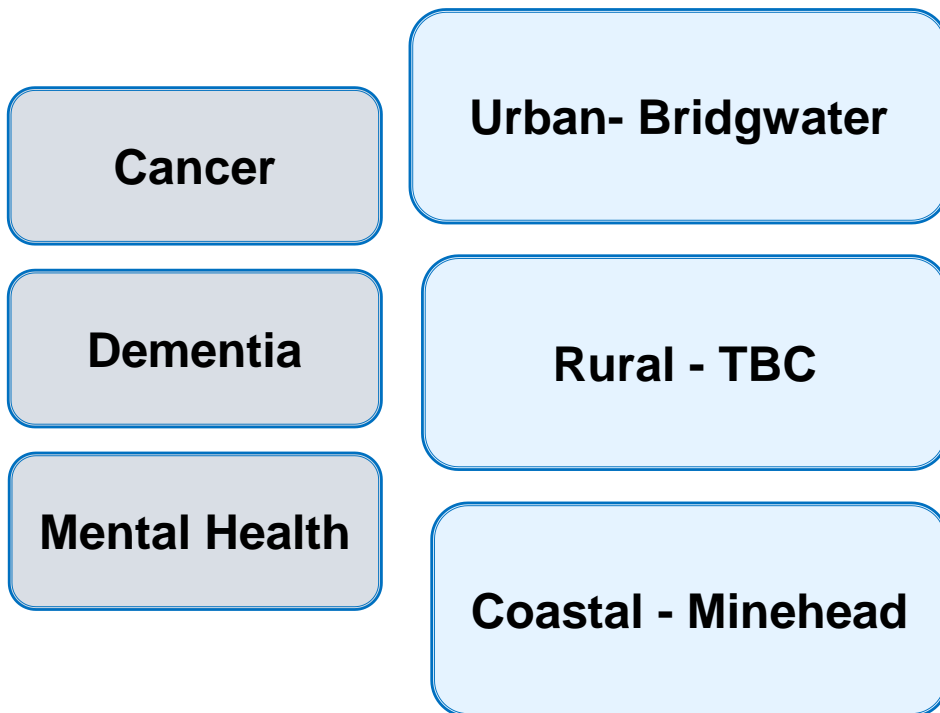 Cancer
Dementia
Mental Health
Urban- Bridgwater
Rural - TBC
Coastal - Minehead